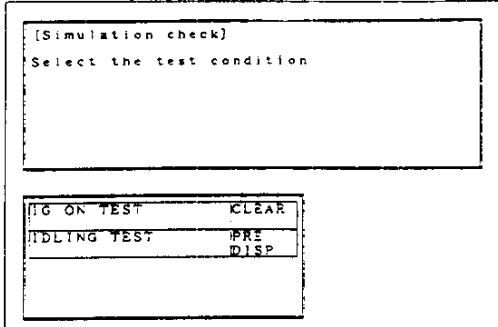 [Simulation check]
Select the test condition
IG ON TEST CLEAR
IDLING TEST PRE
DISP